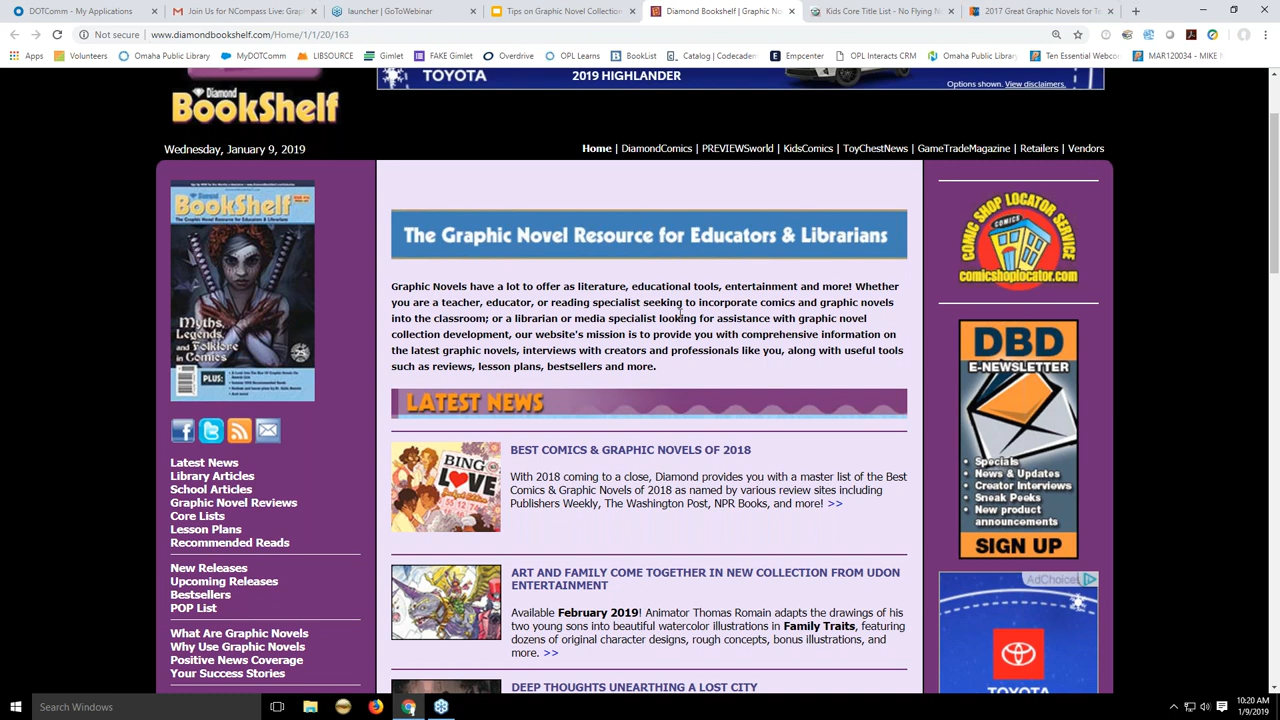 DOTComm - My Applications
Join Us for NCompass Live: Grap
launcher | GoToWebinar
Tips on Graphic Novel Collection
Diamond Bookshelf | Graphic No
Kids Core Title List - No Flying N
2017 Great Graphic Novels for To
Not secure | www.diamondbookshelf.com/Home/1/1/20/163
Apps
Volunteers
Omaha Public Library
MyDOTComm
LIBSOURCE
Gimlet
FAKE Gimlet
Overdrive
OPL Learns
BookList
Catalog | Codecaden
Empcenter
OPL Interacts CRM
Omaha Public Library
Ten Essential Webco
MAR120034 - MIKE M
TOYOTA
2019 HIGHLANDER
Options shown. View disclaimers.
Diamond
BookShelf
Wednesday, January 9, 2019
Home | DiamondComics | PREVIEWSworld | KidsComics | ToyChestNews | GameTradeMagazine | Retailers | Vendors
BookShelf
The Graphic Novel Resource for Educators & Librarians
Myths,
Legends,
and Folklore
in Comics
PLUS:
Latest News
Library Articles
School Articles
Graphic Novel Reviews
Core Lists
Lesson Plans
Recommended Reads
New Releases
Upcoming Releases
Bestsellers
POP List
What Are Graphic Novels
Why Use Graphic Novels
Positive News Coverage
Your Success Stories
The Graphic Novel Resource for Educators & Librarians
Graphic Novels have a lot to offer as literature, educational tools, entertainment and more! Whether
you are a teacher, educator, or reading specialist seeking to incorporate comics and graphic novels
into the classroom; or a librarian or media specialist looking for assistance with graphic novel
collection development, our website's mission is to provide you with comprehensive information on
the latest graphic novels, interviews with creators and professionals like you, along with useful tools
such as reviews, lesson plans, bestsellers and more.
LATEST NEWS
BING
LOVE
BEST COMICS & GRAPHIC NOVELS OF 2018
With 2018 coming to a close, Diamond provides you with a master list of the Best
Comics & Graphic Novels of 2018 as named by various review sites including
Publishers Weekly, The Washington Post, NPR Books, and more! >>
ART AND FAMILY COME TOGETHER IN NEW COLLECTION FROM UDON
ENTERTAINMENT
Available February 2019! Animator Thomas Romain adapts the drawings of his
two young sons into beautiful watercolor illustrations in Family Traits, featuring
dozens of original character designs, rough concepts, bonus illustrations, and
more. >>
DEEP THOUGHTS UNEARTHING A LOST CITY
COMIC SHOP LOCATOR SERVICE
COMICS
comicshoplocator.com
DBD
E-NEWSLETTER
• Specials
• News & Updates
• Creator Interviews
• Sneak Peeks
• New product
announcements
SIGN UP
AdChoices
TOYOTA
Search Windows
10:20 AM
1/9/2019